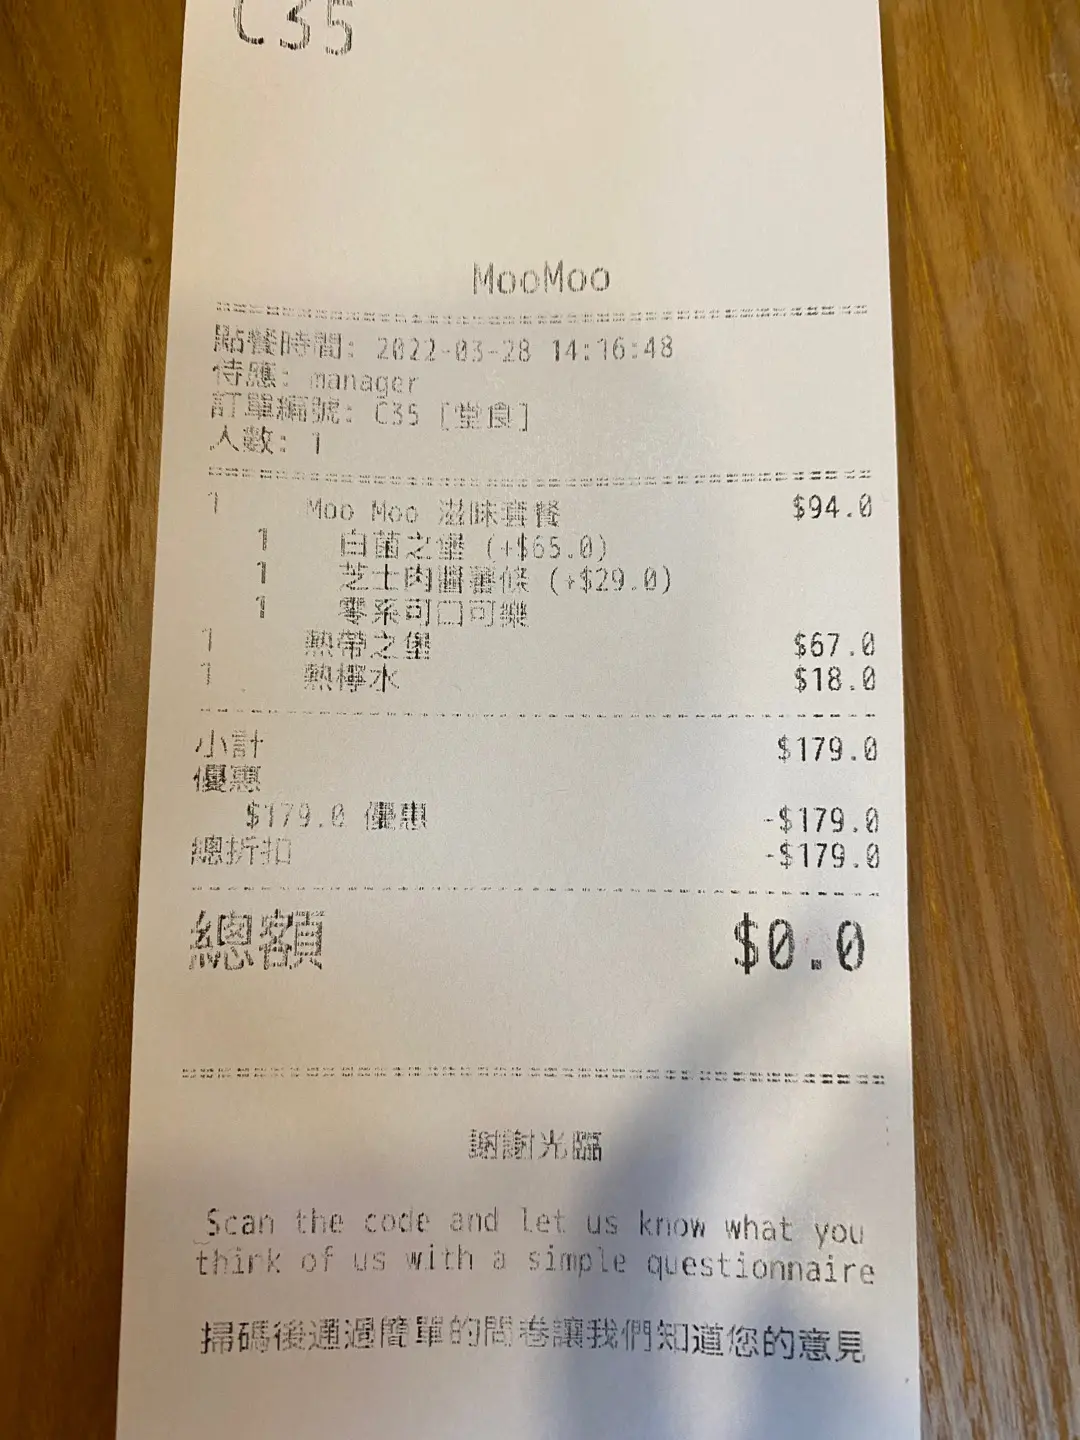 C35
MooMoo
點餐時間: 2022-03-28 14:16:48
侍應: manager
訂單編號: C35 [堂食]
人數: 1
1 Moo Moo 滋味套餐 $94.0
1 白菌之堡 (+$65.0)
1 芝士肉醬薯條 (+$29.0)
1 零系可口可樂
1 熱帶之堡 $67.0
1 熱檸水 $18.0
小計 $179.0
優惠
$179.0 優惠 -$179.0
總折扣 -$179.0
總額 $0.0
謝謝光臨
Scan the code and let us know what you
think of us with a simple questionnaire
掃碼後通過簡單的問卷讓我們知道您的意見